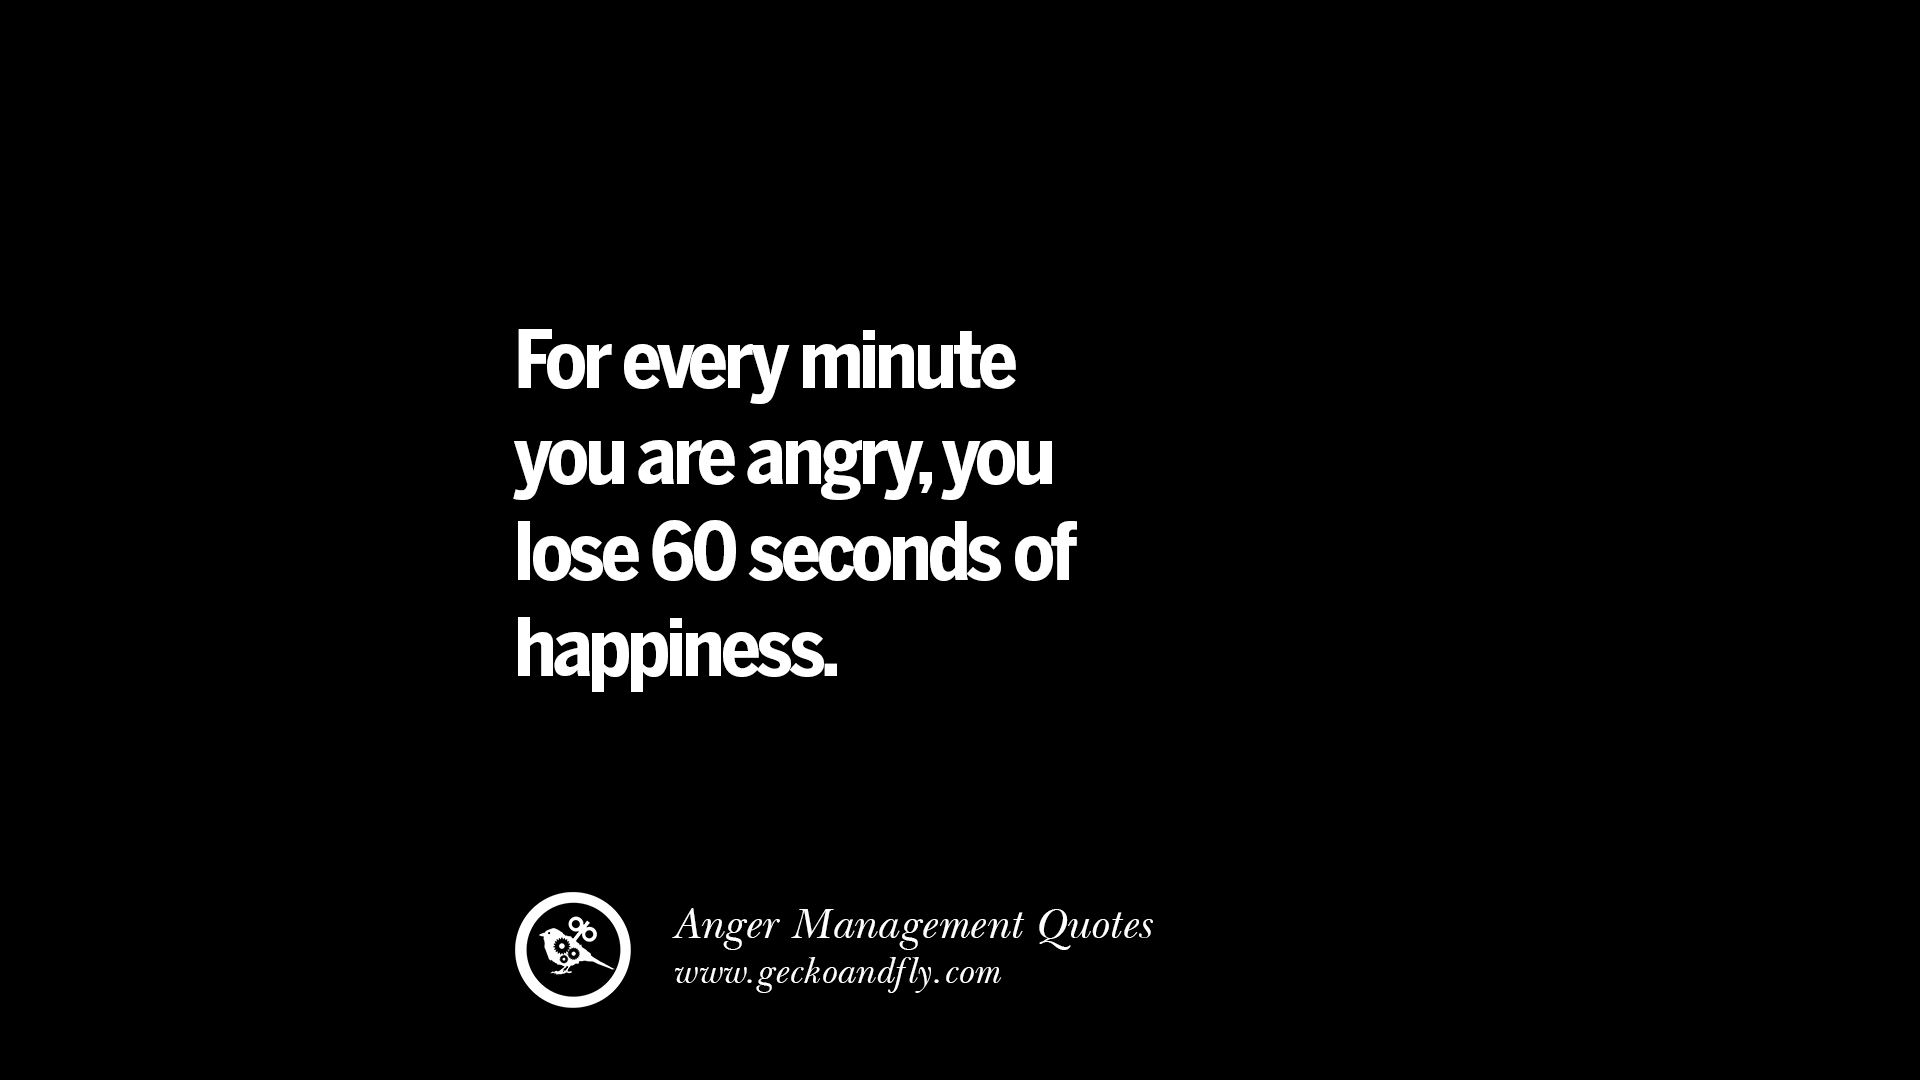 For every minute
you are angry, you
lose 60 seconds of
happiness.
Anger Management Quotes
www.geckoandfly.com